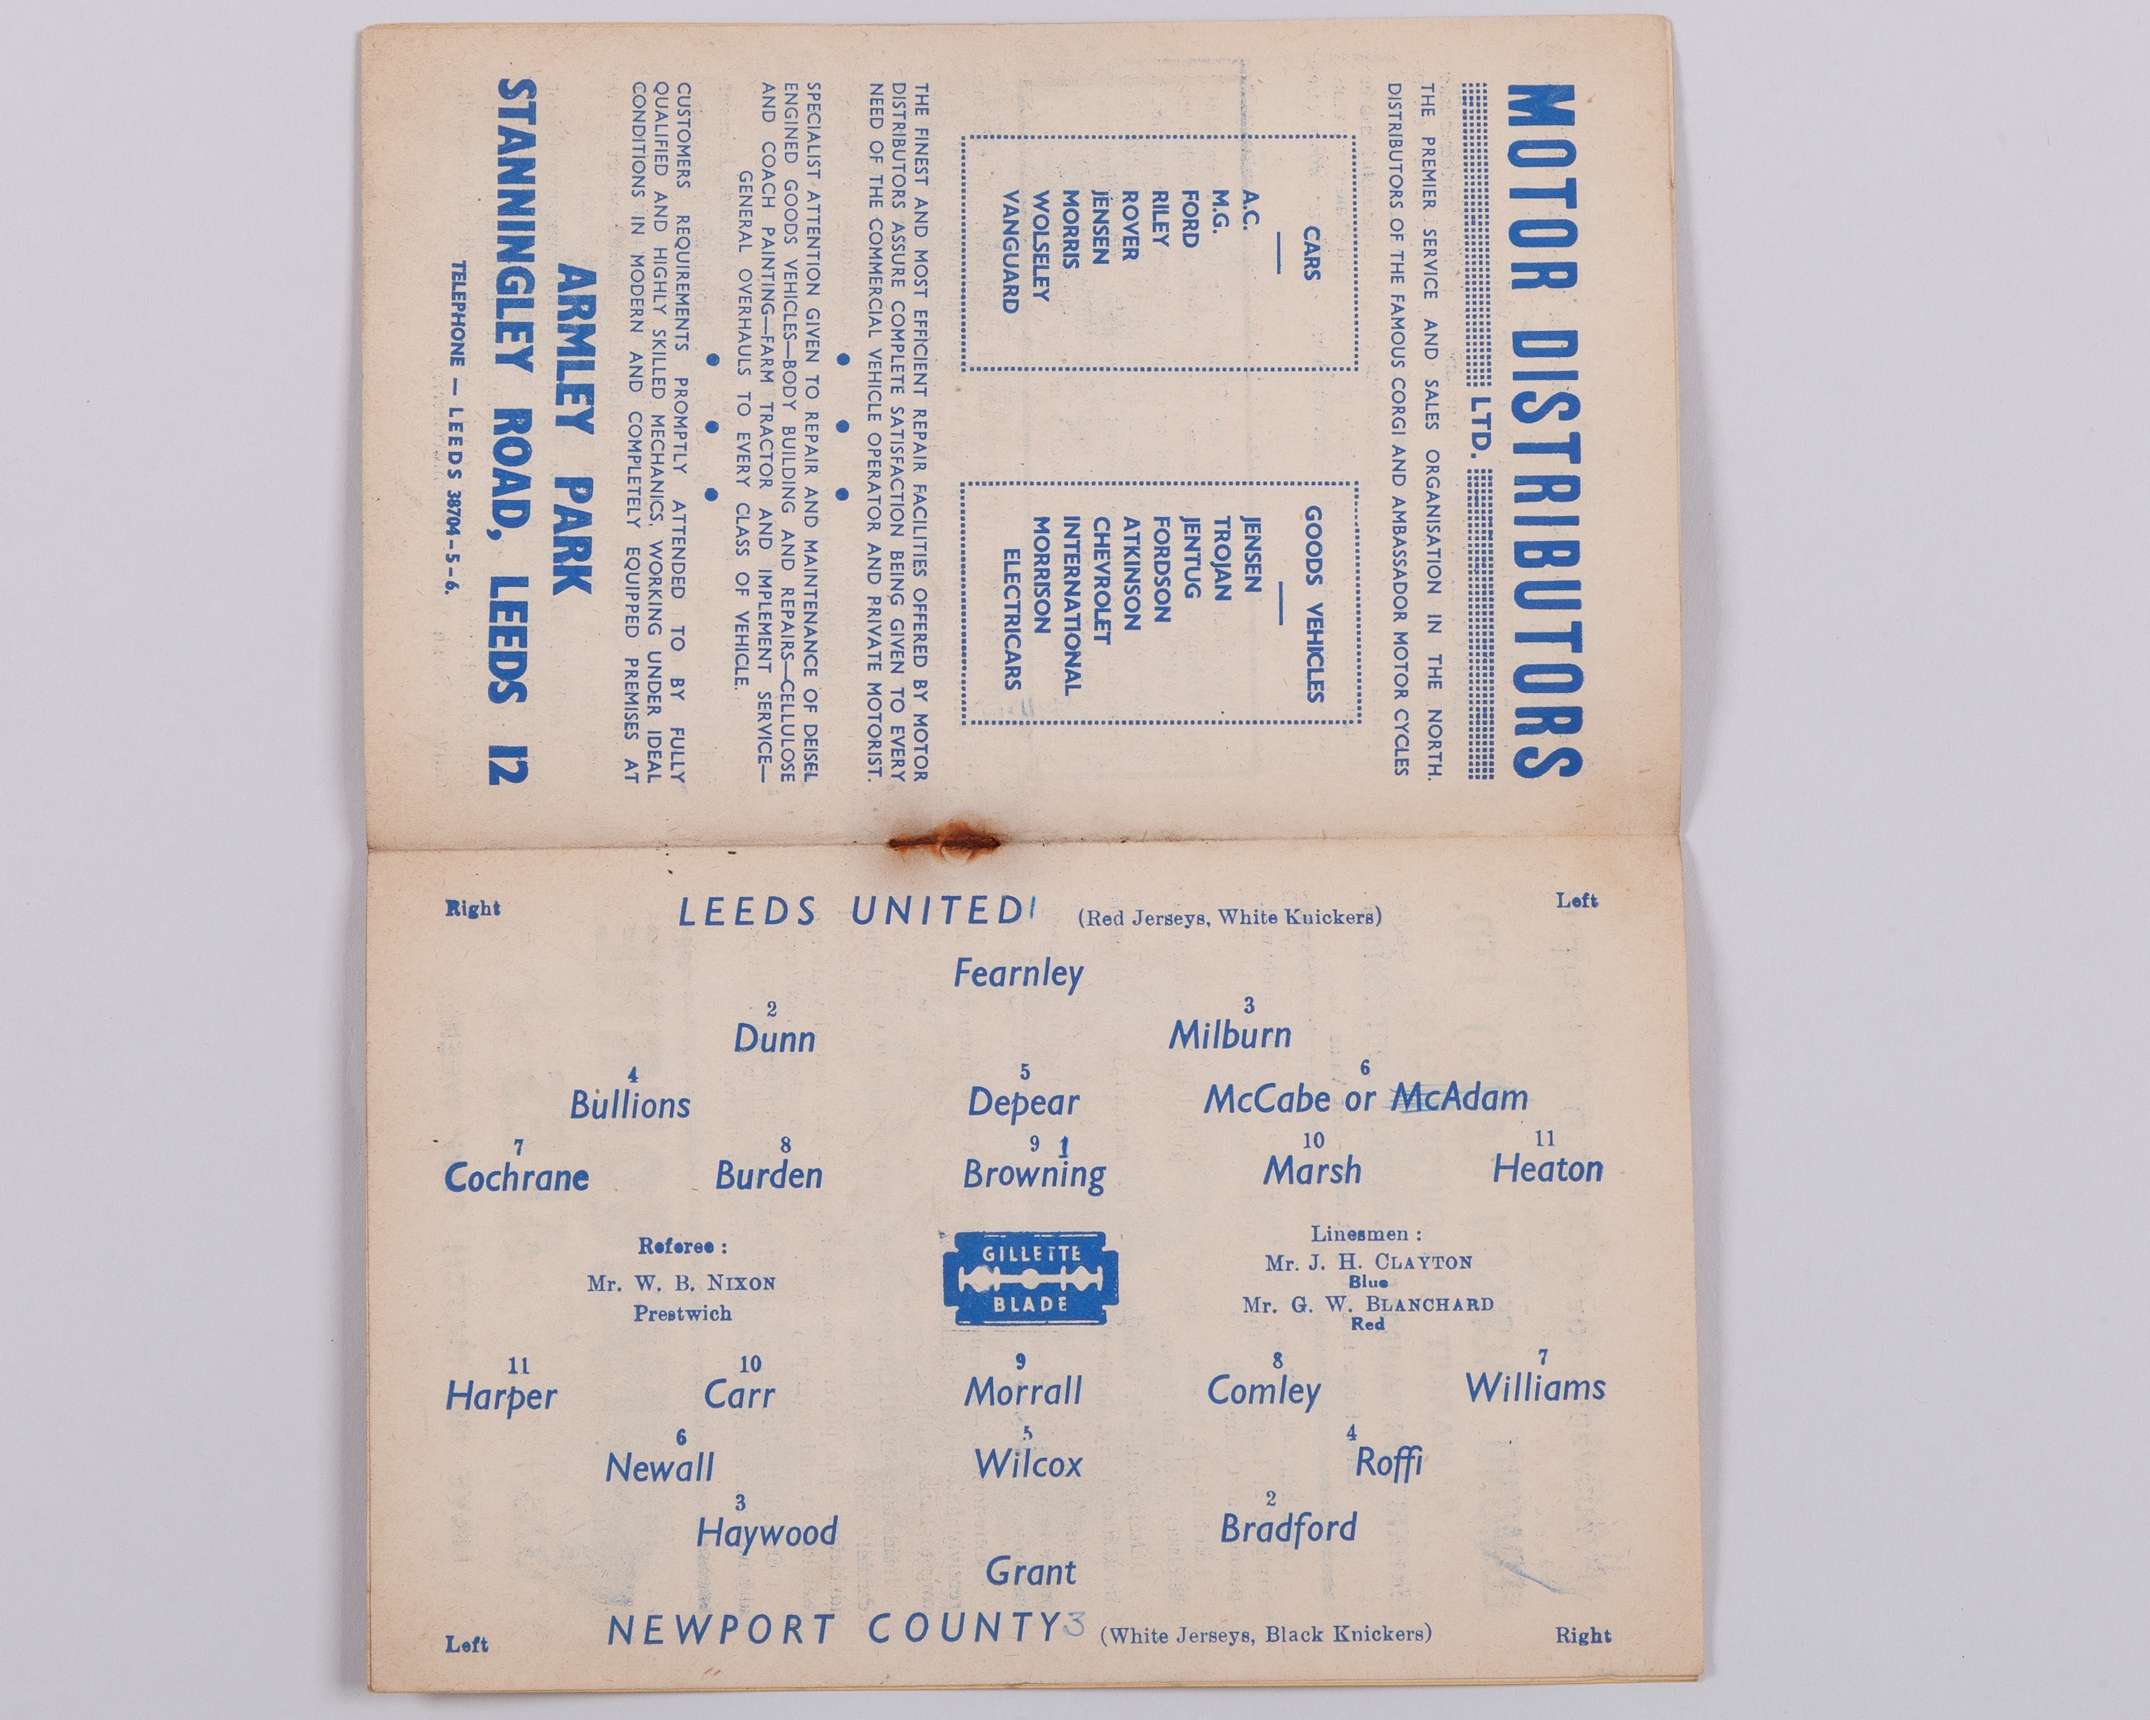 MOTOR DISTRIBUTORS
LTD.
THE PREMIER SERVICE AND SALES ORGANISATION IN THE NORTH.
DISTRIBUTORS OF THE FAMOUS CORGI AND AMBASSADOR MOTOR CYCLES
CARS
A.C.
M.G.
FORD
RILEY
ROVER
JENSEN
MORRIS
WOLSELEY
VANGUARD
GOODS VEHICLES
JENSEN
TROJAN
JENTUG
FORDSON
ATKINSON
CHEVROLET
INTERNATIONAL
MORRISON
ELECTRICARS
THE FINEST AND MOST EFFICIENT REPAIR FACILITIES OFFERED BY MOTOR
DISTRIBUTORS ASSURE COMPLETE SATISFACTION BEING GIVEN TO EVERY
NEED OF THE COMMERCIAL VEHICLE OPERATOR AND PRIVATE MOTORIST.
SPECIALIST ATTENTION GIVEN TO REPAIR AND MAINTENANCE OF DEISEL
ENGINED GOODS VEHICLES—BODY BUILDING AND REPAIRS—CELLULOSE
AND COACH PAINTING—FARM TRACTOR AND IMPLEMENT SERVICE—
GENERAL OVERHAULS TO EVERY CLASS OF VEHICLE.
CUSTOMERS REQUIREMENTS PROMPTLY ATTENDED TO BY FULLY
QUALIFIED AND HIGHLY SKILLED MECHANICS, WORKING UNDER IDEAL
CONDITIONS IN MODERN AND COMPLETELY EQUIPPED PREMISES AT
ARMLEY PARK
STANNINGLEY ROAD, LEEDS 12
TELEPHONE — LEEDS 38704-5-6.
Right LEEDS UNITED 1 (Red Jerseys, White Knickers) Left
Fearnley
2 3
Dunn Milburn
4 5 6
Bullions Depear McCabe or McAdam
7 8 9 1 10 11
Cochrane Burden Browning Marsh Heaton
Referee :
Mr. W. B. NIXON
Prestwich
GILLETTE
BLADE
Linesmen :
Mr. J. H. CLAYTON
Blue
Mr. G. W. BLANCHARD
Red
11 10 9 8 7
Harper Carr Morrall Comley Williams
6 5 4
Newall Wilcox Roffi
3 2
Haywood Bradford
Grant
Left NEWPORT COUNTY 3 (White Jerseys, Black Knickers) Right